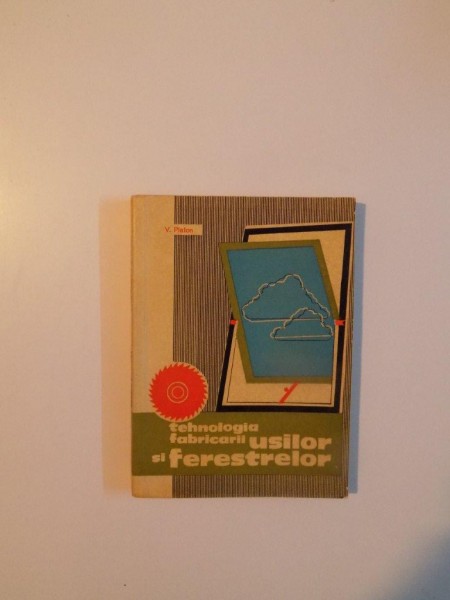 V. Platon
tehnologia
fabricarii usilor
si ferestrelor